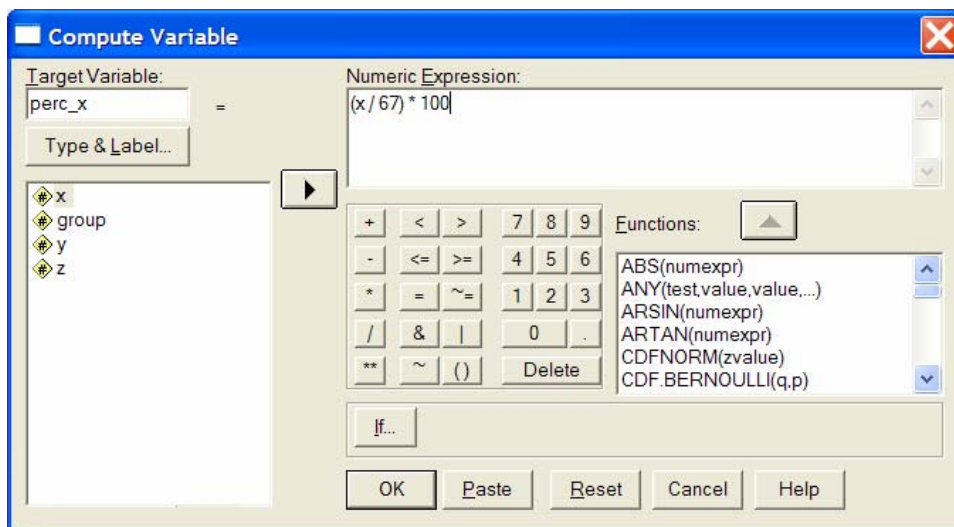 Compute Variable
Target Variable:
perc_x
=
Type & Label...
x
group
y
z
Numeric Expression:
(x / 67) * 100
+ < > 7 8 9
- <= >= 4 5 6
* = ~= 1 2 3
/ & | 0 .
** ~ () Delete
Functions:
ABS(numexpr)
ANY(test,value,value,...)
ARSIN(numexpr)
ARTAN(numexpr)
CDFNORM(zvalue)
CDF.BERNOULLI(q,p)
If...
OK Paste Reset Cancel Help